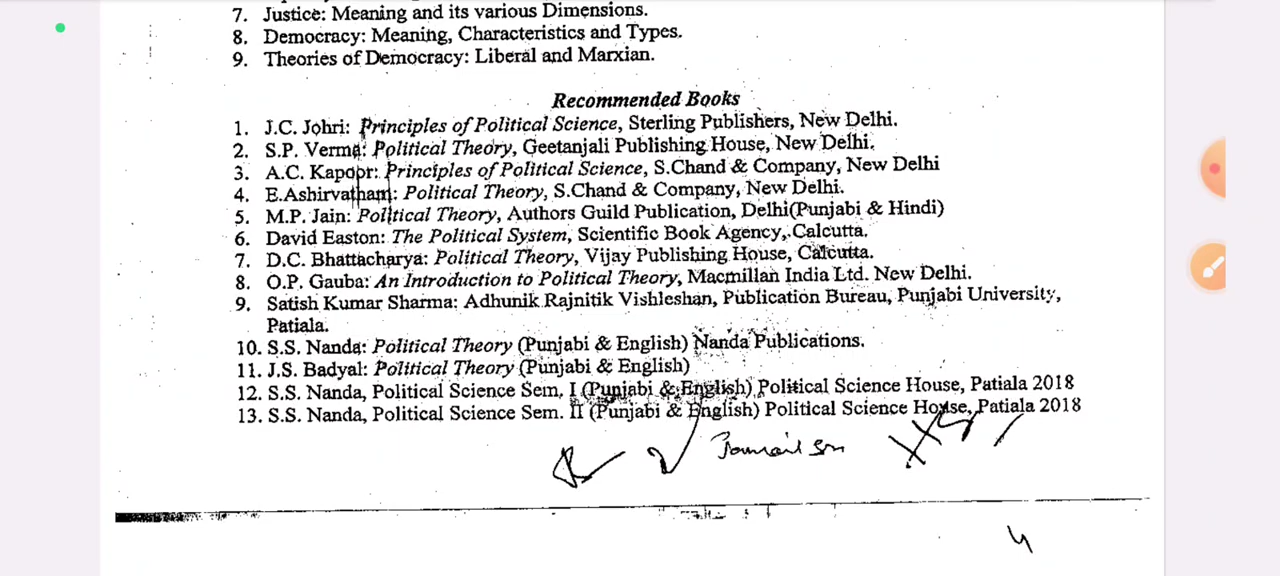 7. Justice: Meaning and its various Dimensions.
8. Democracy: Meaning, Characteristics and Types.
9. Theories of Democracy: Liberal and Marxian.
Recommended Books
1. J.C. Johri: Principles of Political Science, Sterling Publishers, New Delhi.
2. S.P. Verma: Political Theory, Geetanjali Publishing House, New Delhi.
3. A.C. Kapoor: Principles of Political Science, S.Chand & Company, New Delhi
4. E.Ashirvatham: Political Theory, S.Chand & Company, New Delhi.
5. M.P. Jain: Political Theory, Authors Guild Publication, Delhi(Punjabi & Hindi)
6. David Easton: The Political System, Scientific Book Agency, Calcutta.
7. D.C. Bhattacharya: Political Theory, Vijay Publishing House, Calcutta.
8. O.P. Gauba: An Introduction to Political Theory, Macmillan India Ltd. New Delhi.
9. Satish Kumar Sharma: Adhunik Rajnitik Vishleshan, Publication Bureau, Punjabi University,
Patiala.
10. S.S. Nanda: Political Theory (Punjabi & English) Nanda Publications.
11. J.S. Badyal: Political Theory (Punjabi & English)
12. S.S. Nanda, Political Science Sem. I (Punjabi & English) Political Science House, Patiala 2018
13. S.S. Nanda, Political Science Sem. II (Punjabi & English) Political Science House, Patiala 2018